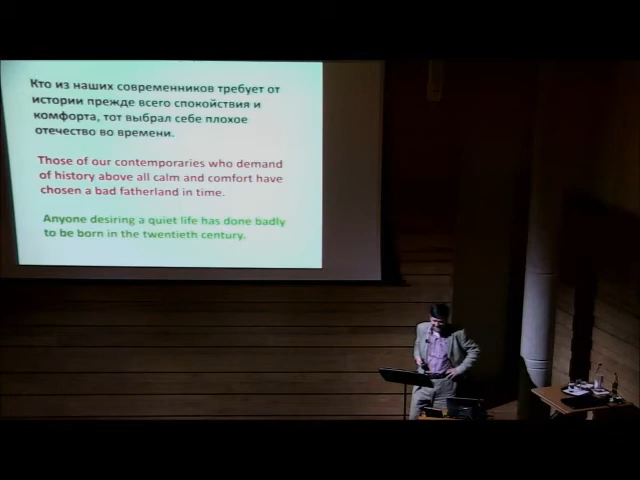 Кто из наших современников требует от
истории прежде всего спокойствия и
комфорта, тот выбрал себе плохое
отечество во времени.
Those of our contemporaries who demand
of history above all calm and comfort have
chosen a bad fatherland in time.
Anyone desiring a quiet life has done badly
to be born in the twentieth century.